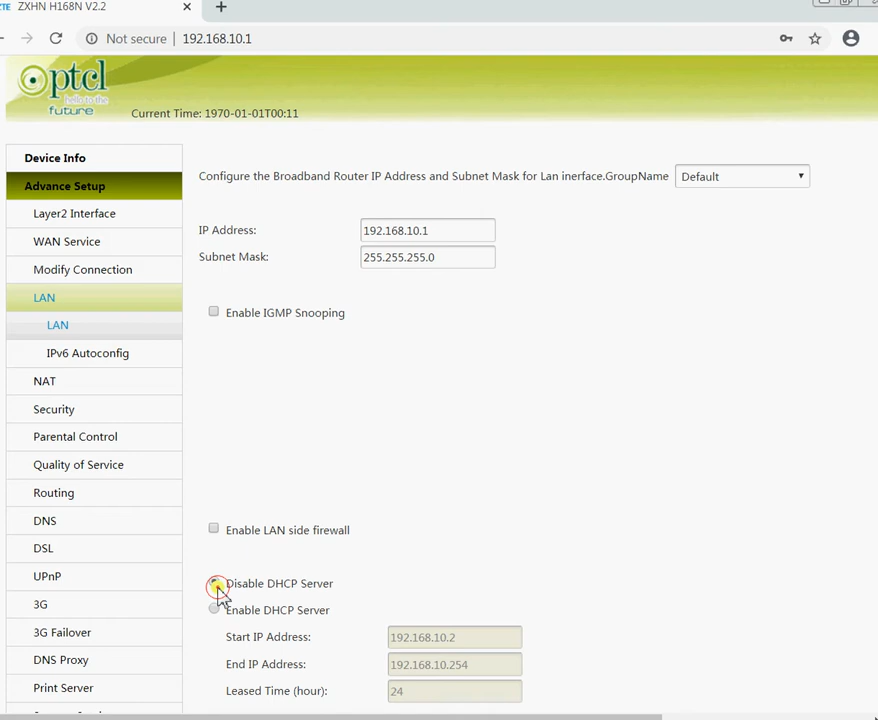 ZTE ZXHN H168N V2.2
Not secure | 192.168.10.1
ptcl
hello to the
future
Current Time: 1970-01-01T00:11
Device Info
Advance Setup
Layer2 Interface
WAN Service
Modify Connection
LAN
LAN
IPv6 Autoconfig
NAT
Security
Parental Control
Quality of Service
Routing
DNS
DSL
UPnP
3G
3G Failover
DNS Proxy
Print Server
Configure the Broadband Router IP Address and Subnet Mask for Lan inerface.GroupName Default
IP Address: 192.168.10.1
Subnet Mask: 255.255.255.0
Enable IGMP Snooping
Enable LAN side firewall
Disable DHCP Server
Enable DHCP Server
Start IP Address: 192.168.10.2
End IP Address: 192.168.10.254
Leased Time (hour): 24